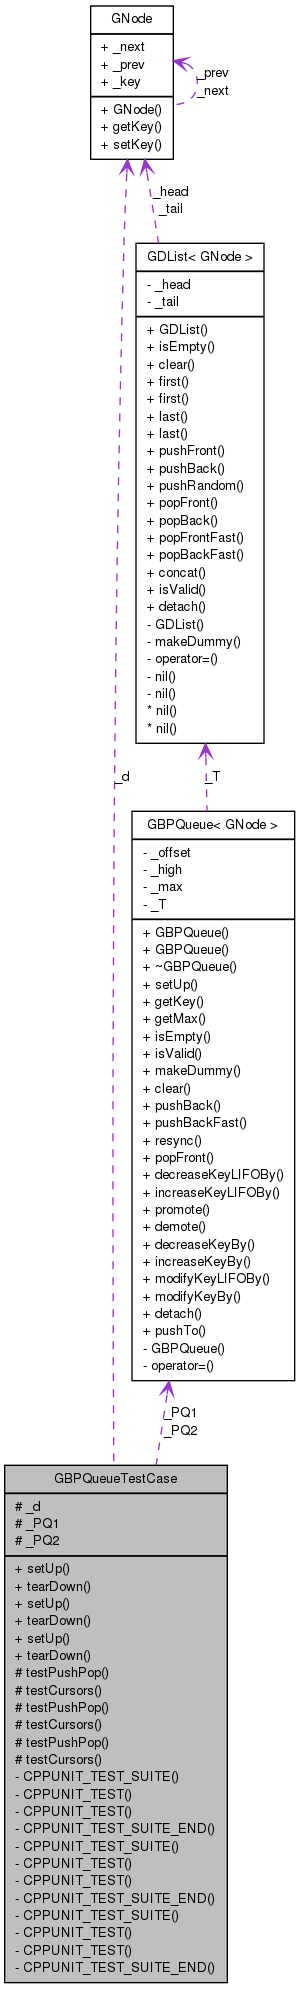 GNode
+ _next
+ _prev
+ _key
+ GNode()
+ getKey()
+ setKey()
_prev
_next
_head
_tail
GDList< GNode >
- _head
- _tail
+ GDList()
+ isEmpty()
+ clear()
+ first()
+ first()
+ last()
+ last()
+ pushFront()
+ pushBack()
+ pushRandom()
+ popFront()
+ popBack()
+ popFrontFast()
+ popBackFast()
+ concat()
+ isValid()
+ detach()
- GDList()
- makeDummy()
- operator=()
- nil()
- nil()
* nil()
* nil()
_d
_T
GBPQueue< GNode >
- _offset
- _high
- _max
- _T
+ GBPQueue()
+ GBPQueue()
+ ~GBPQueue()
+ setUp()
+ getKey()
+ getMax()
+ isEmpty()
+ isValid()
+ makeDummy()
+ clear()
+ pushBack()
+ pushBackFast()
+ resync()
+ popFront()
+ decreaseKeyLIFOBy()
+ increaseKeyLIFOBy()
+ promote()
+ demote()
+ decreaseKeyBy()
+ increaseKeyBy()
+ modifyKeyLIFOBy()
+ modifyKeyBy()
+ detach()
+ pushTo()
- GBPQueue()
- operator=()
_PQ1
_PQ2
GBPQueueTestCase
# _d
# _PQ1
# _PQ2
+ setUp()
+ tearDown()
+ setUp()
+ tearDown()
+ setUp()
+ tearDown()
# testPushPop()
# testCursors()
# testPushPop()
# testCursors()
# testPushPop()
# testCursors()
- CPPUNIT_TEST_SUITE()
- CPPUNIT_TEST()
- CPPUNIT_TEST()
- CPPUNIT_TEST_SUITE_END()
- CPPUNIT_TEST_SUITE()
- CPPUNIT_TEST()
- CPPUNIT_TEST()
- CPPUNIT_TEST_SUITE_END()
- CPPUNIT_TEST_SUITE()
- CPPUNIT_TEST()
- CPPUNIT_TEST()
- CPPUNIT_TEST_SUITE_END()